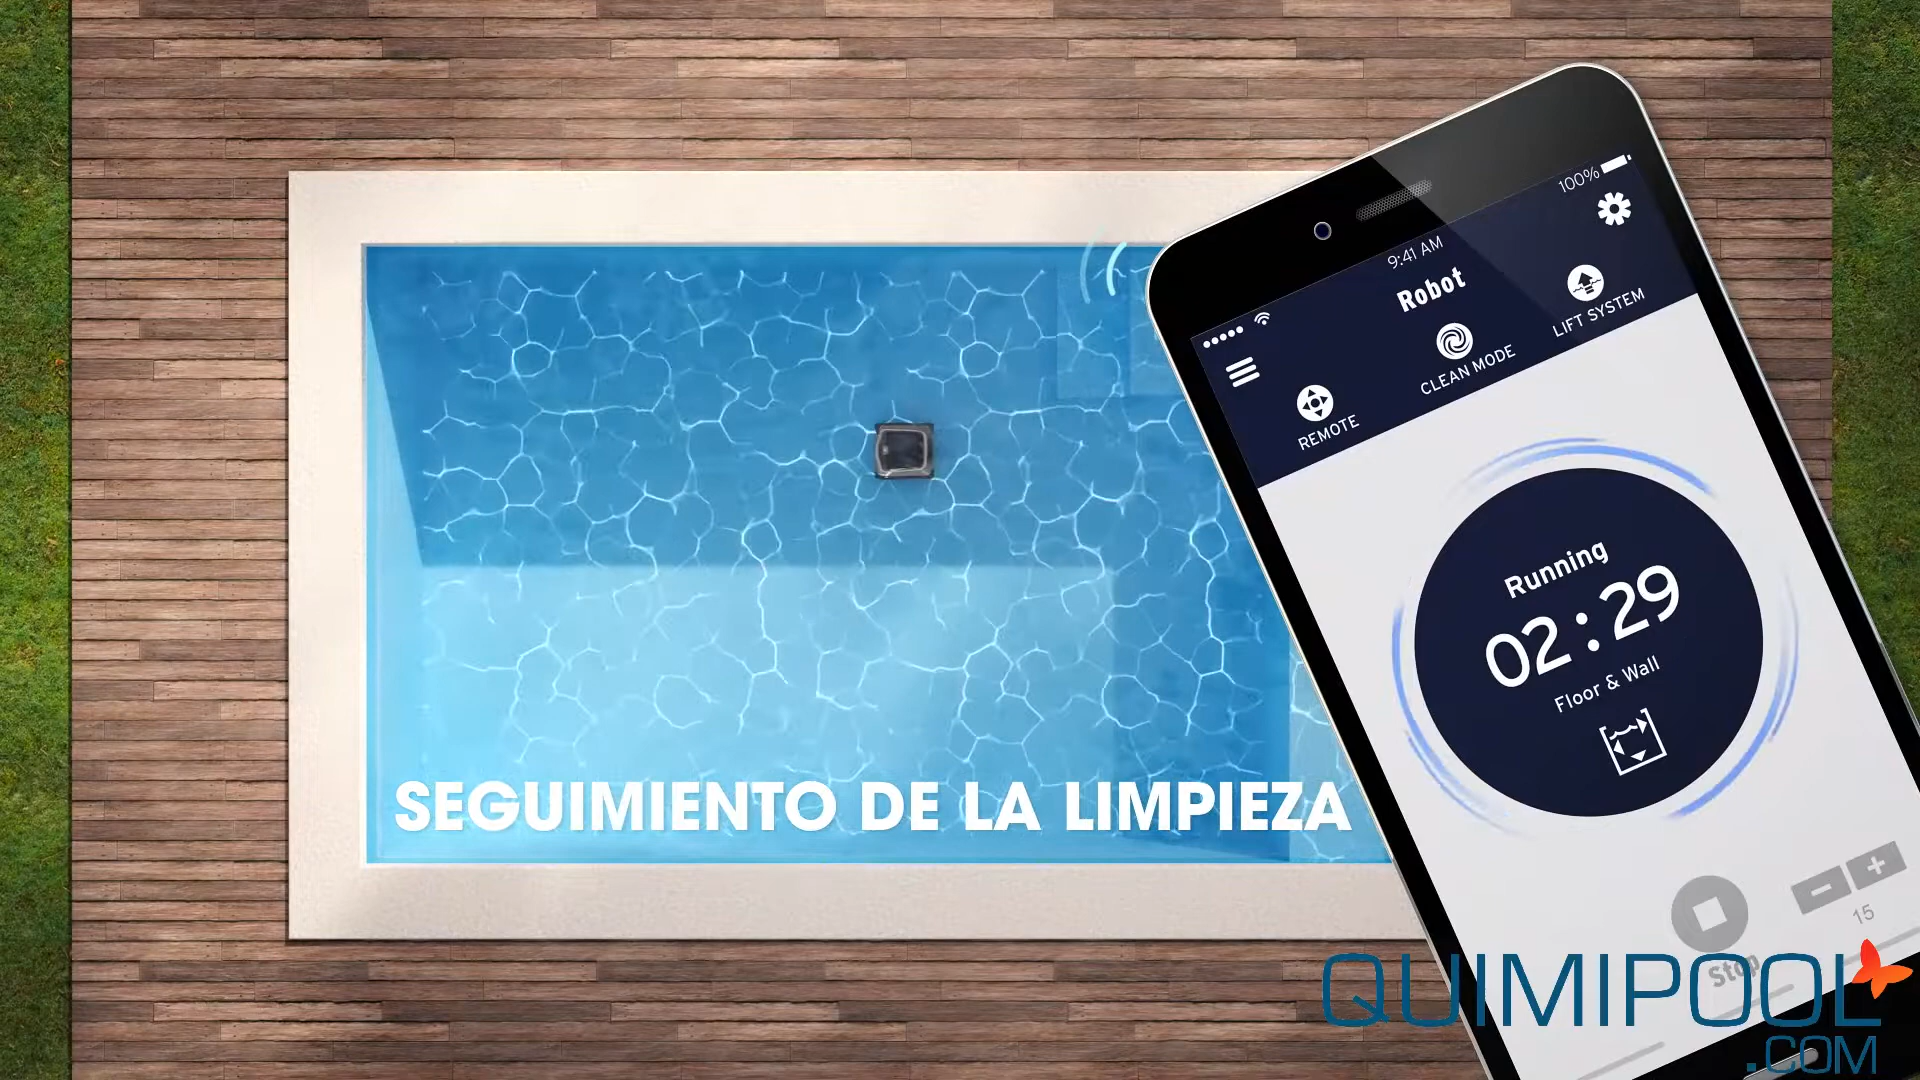 100%
9:41 AM
Robot
REMOTE
CLEAN MODE
LIFT SYSTEM
Running
02:29
Floor & Wall
15
Stop
SEGUIMIENTO DE LA LIMPIEZA
QUIMIPOOL
.COM